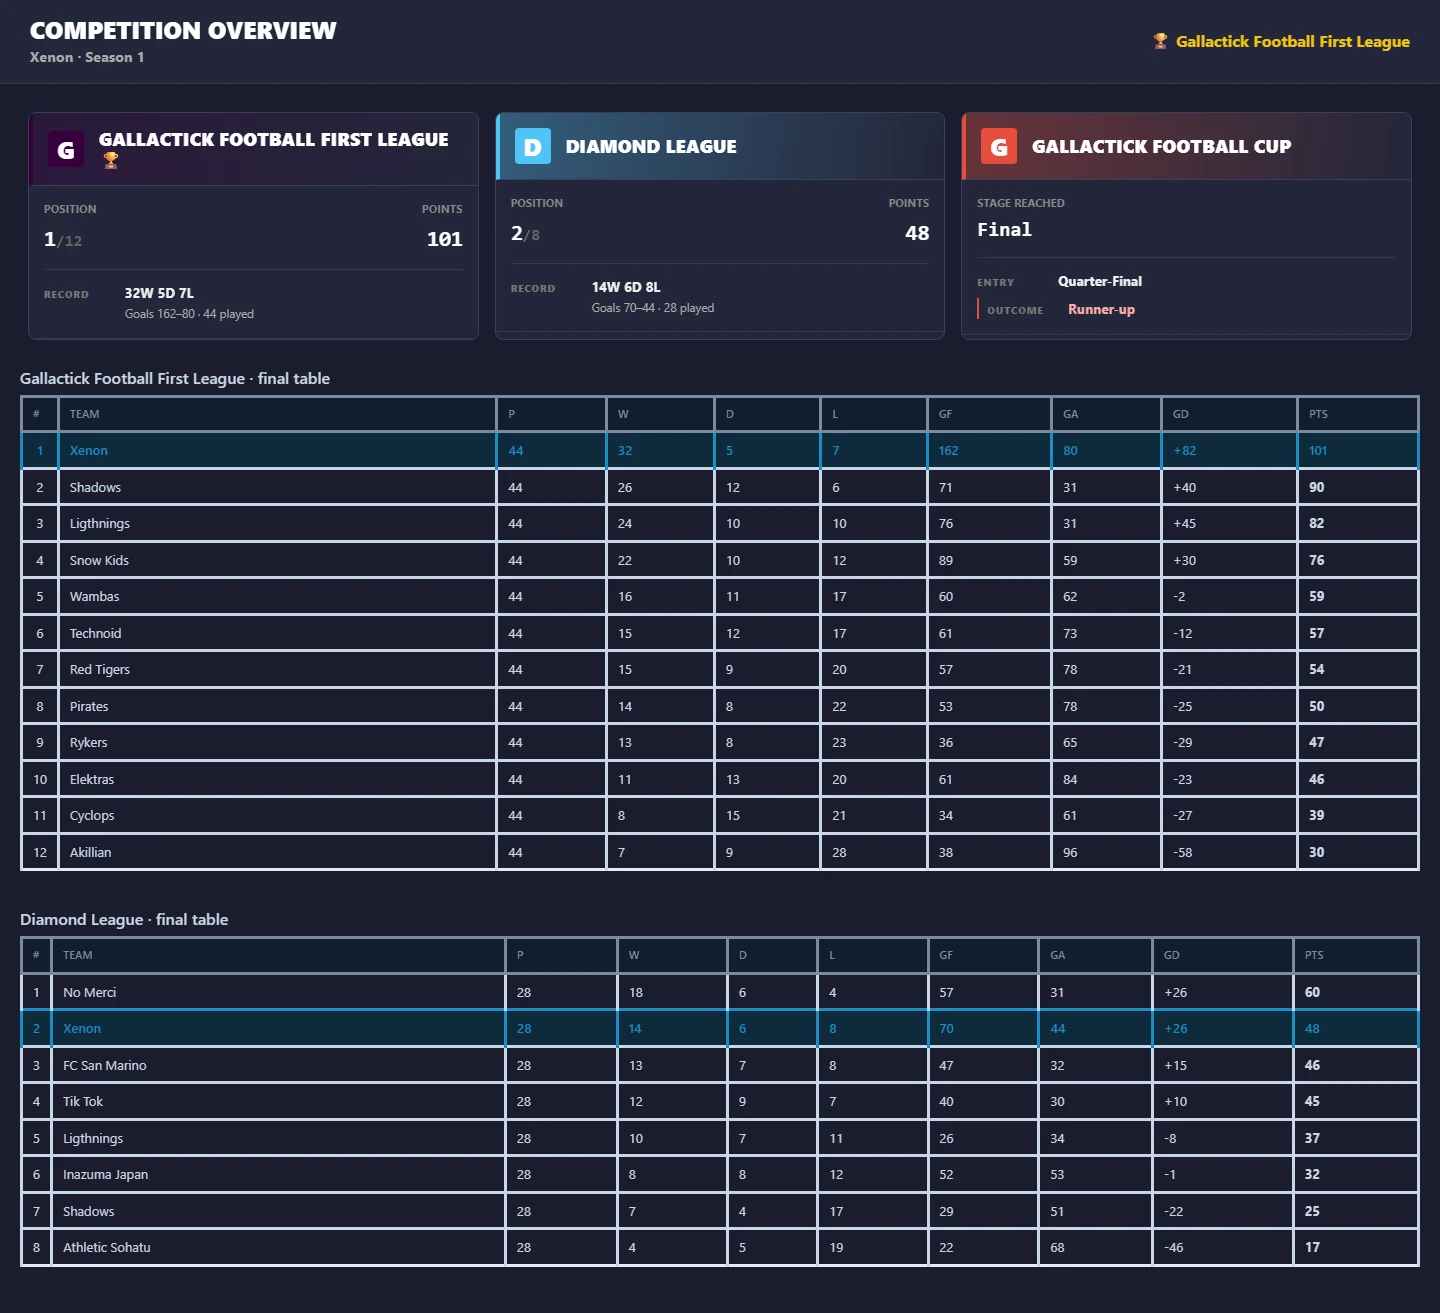 COMPETITION OVERVIEW
Xenon · Season 1
🏆 Gallactick Football First League
G GALLACTICK FOOTBALL FIRST LEAGUE 🏆
POSITION POINTS
1/12 101
RECORD 32W 5D 7L
Goals 162–80 · 44 played
D DIAMOND LEAGUE
POSITION POINTS
2/8 48
RECORD 14W 6D 8L
Goals 70–44 · 28 played
G GALLACTICK FOOTBALL CUP
STAGE REACHED
Final
ENTRY Quarter-Final
OUTCOME Runner-up
Gallactick Football First League · final table
# TEAM P W D L GF GA GD PTS
1 Xenon 44 32 5 7 162 80 +82 101
2 Shadows 44 26 12 6 71 31 +40 90
3 Ligthnings 44 24 10 10 76 31 +45 82
4 Snow Kids 44 22 10 12 89 59 +30 76
5 Wambas 44 16 11 17 60 62 -2 59
6 Technoid 44 15 12 17 61 73 -12 57
7 Red Tigers 44 15 9 20 57 78 -21 54
8 Pirates 44 14 8 22 53 78 -25 50
9 Rykers 44 13 8 23 36 65 -29 47
10 Elektras 44 11 13 20 61 84 -23 46
11 Cyclops 44 8 15 21 34 61 -27 39
12 Akillian 44 7 9 28 38 96 -58 30
Diamond League · final table
# TEAM P W D L GF GA GD PTS
1 No Merci 28 18 6 4 57 31 +26 60
2 Xenon 28 14 6 8 70 44 +26 48
3 FC San Marino 28 13 7 8 47 32 +15 46
4 Tik Tok 28 12 9 7 40 30 +10 45
5 Ligthnings 28 10 7 11 26 34 -8 37
6 Inazuma Japan 28 8 8 12 52 53 -1 32
7 Shadows 28 7 4 17 29 51 -22 25
8 Athletic Sohatu 28 4 5 19 22 68 -46 17